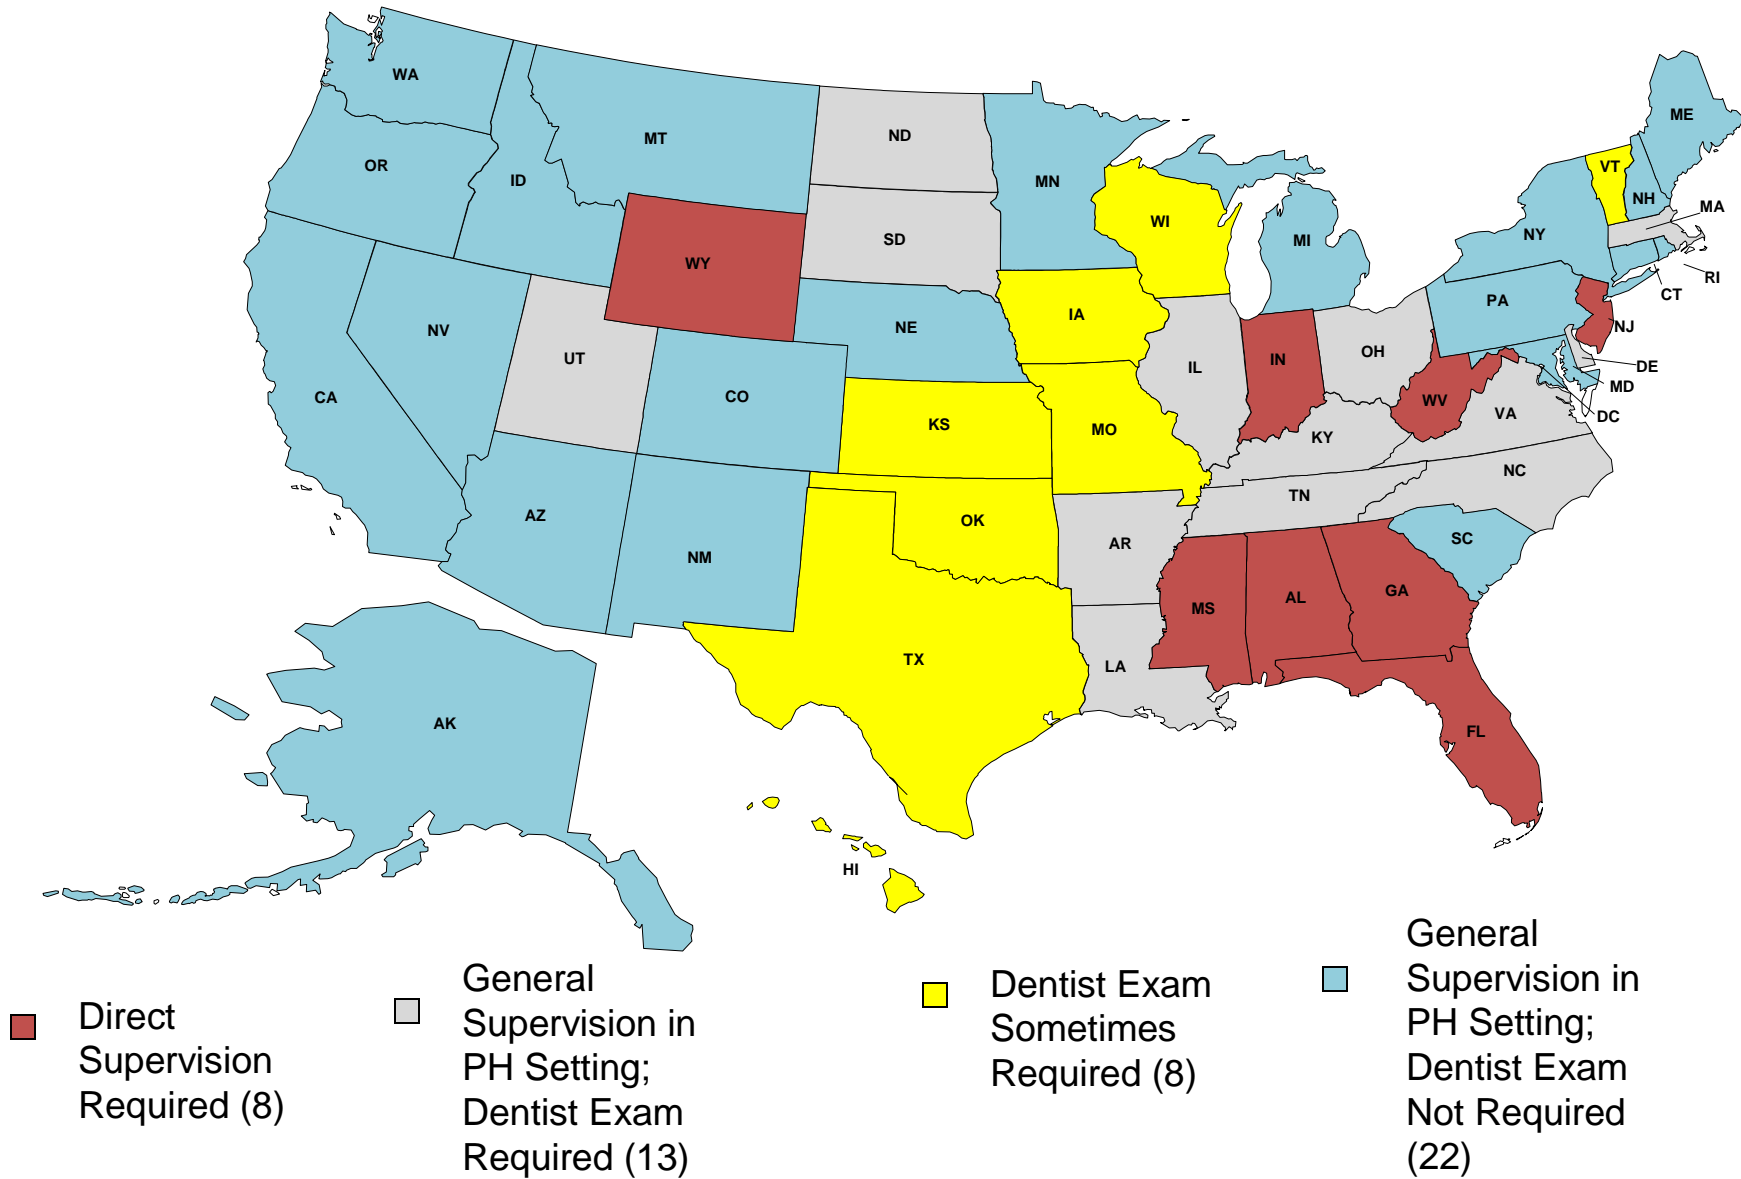 WA
ME
ND
MT
VT
OR
ID
MN
NH
MA
WI
NY
SD
MI
WY
RI
CT
PA
IA
NE
NV
NJ
OH
UT
IN
IL
DE
MD
CO
CA
WV
DC
VA
KS
MO
KY
NC
TN
AZ
OK
SC
AR
NM
GA
AL
MS
TX
LA
AK
FL
HI
Direct
Supervision
Required (8)
General
Supervision in
PH Setting;
Dentist Exam
Required (13)
Dentist Exam
Sometimes
Required (8)
General
Supervision in
PH Setting;
Dentist Exam
Not Required
(22)